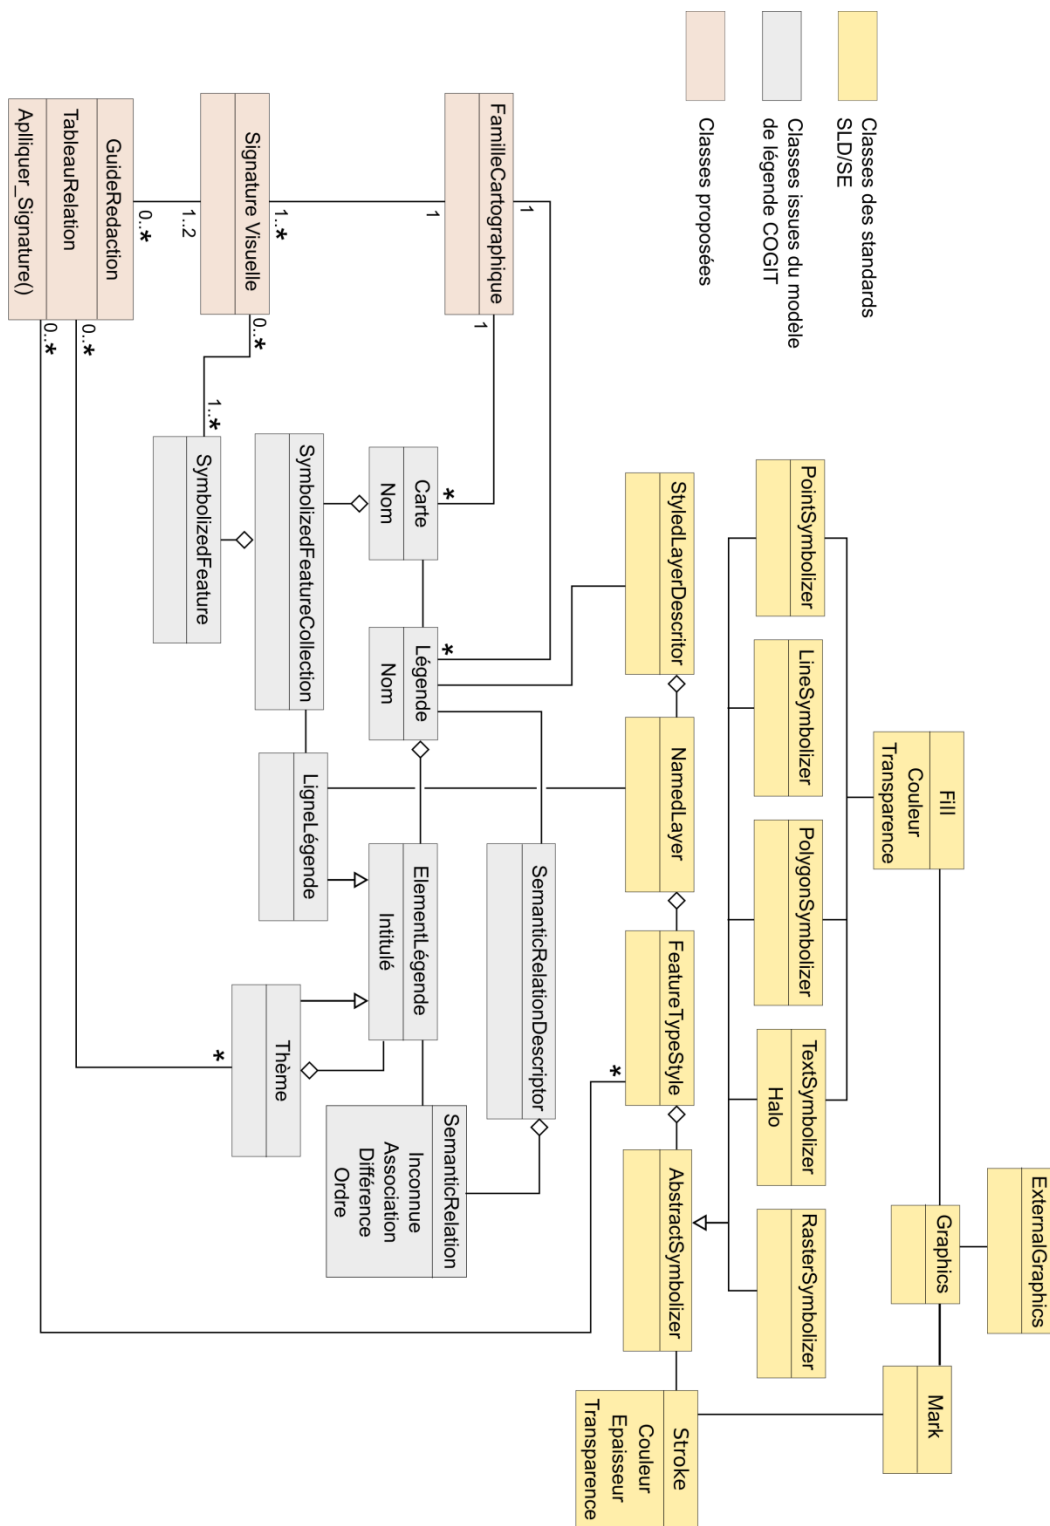 Classes des standards
SLD/SE
Classes issues du modèle
de légende COGIT
Classes proposées
ExternalGraphics
Fill
Couleur
Transparence
Graphics
Mark
PointSymbolizer
LineSymbolizer
PolygonSymbolizer
TextSymbolizer
Halo
RasterSymbolizer
StyledLayerDescritor
NamedLayer
FeatureTypeStyle
*
AbstractSymbolizer
Stroke
Couleur
Epaisseur
Transparence
FamilleCartographique
1
1
1
SemanticRelationDescriptor
Carte
Nom
*
Légende
Nom
*
ElementLégende
Intitulé
SemanticRelation
Inconnue
Association
Différence
Ordre
Signature Visuelle
1..*
0..*
1..2
SymbolizedFeatureCollection
LigneLégende
Thème
*
SymbolizedFeature
1..*
GuideRedaction
TableauRelation
Aplliquer_Signature()
0..*
0..*
0..*